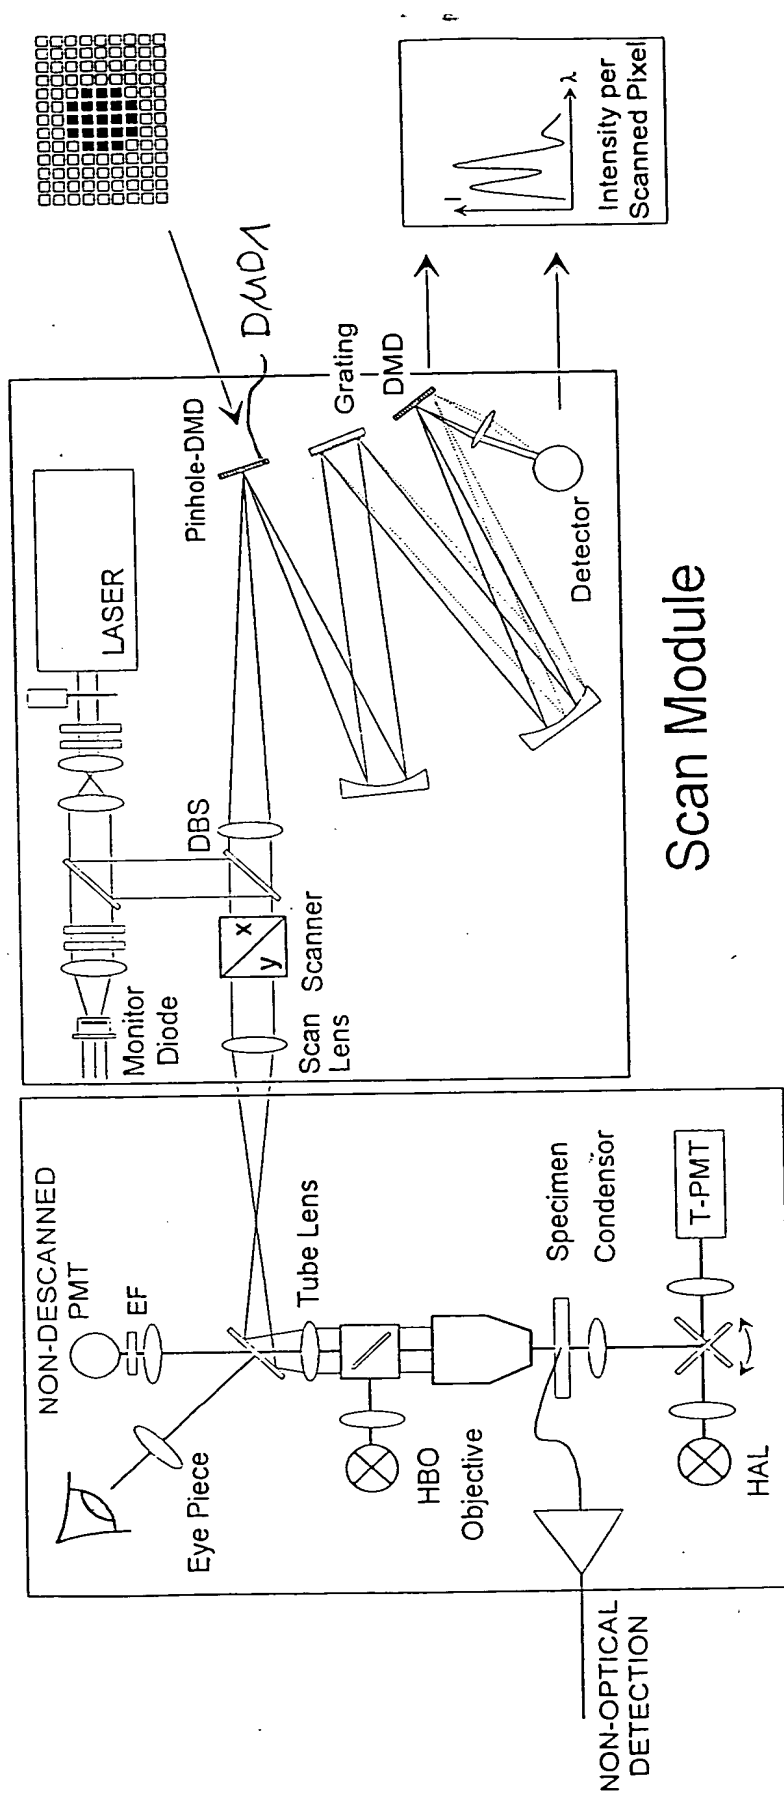 NON-DESCANNED
PMT
EF
Eye Piece
Tube Lens
HBO
Objective
Specimen
Condensor
T-PMT
HAL
NON-OPTICAL
DETECTION
LASER
Monitor
Diode
DBS
x
y
Scanner
Scan
Lens
Pinhole-DMD
Grating
DMD
Detector
Scan Module
I
λ
Intensity per
Scanned Pixel